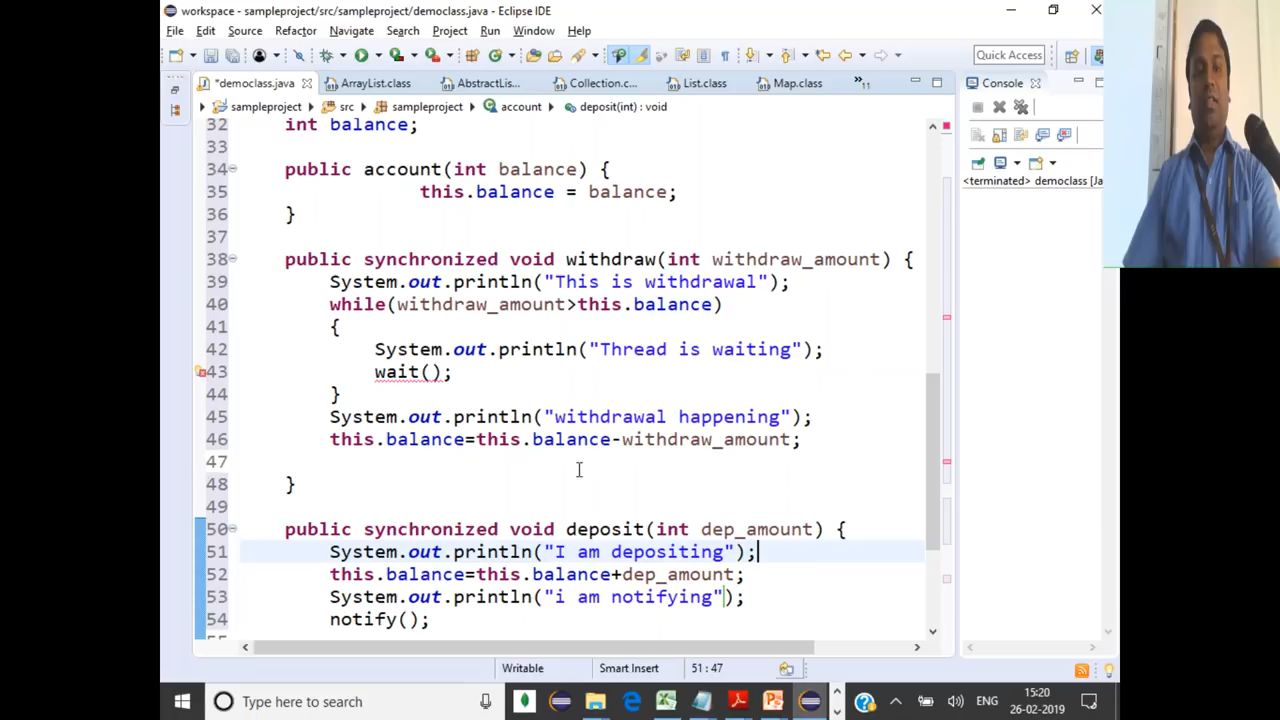 workspace - sampleproject/src/sampleproject/democlass.java - Eclipse IDE
File Edit Source Refactor Navigate Search Project Run Window Help
Quick Access
*democlass.java ArrayList.class AbstractLis... Collection.c... List.class Map.class »11 Console
sampleproject src sampleproject account deposit(int) : void
32 int balance;
33
34 public account(int balance) {
35 this.balance = balance;
36 }
37
38 public synchronized void withdraw(int withdraw_amount) {
39 System.out.println("This is withdrawal");
40 while(withdraw_amount>this.balance)
41 {
42 System.out.println("Thread is waiting");
43 wait();
44 }
45 System.out.println("withdrawal happening");
46 this.balance=this.balance-withdraw_amount;
47
48 }
49
50 public synchronized void deposit(int dep_amount) {
51 System.out.println("I am depositing");
52 this.balance=this.balance+dep_amount;
53 System.out.println("i am notifying");
54 notify();
<terminated> democlass [Ja
Writable Smart Insert 51 : 47
Type here to search
ENG
15:20
26-02-2019